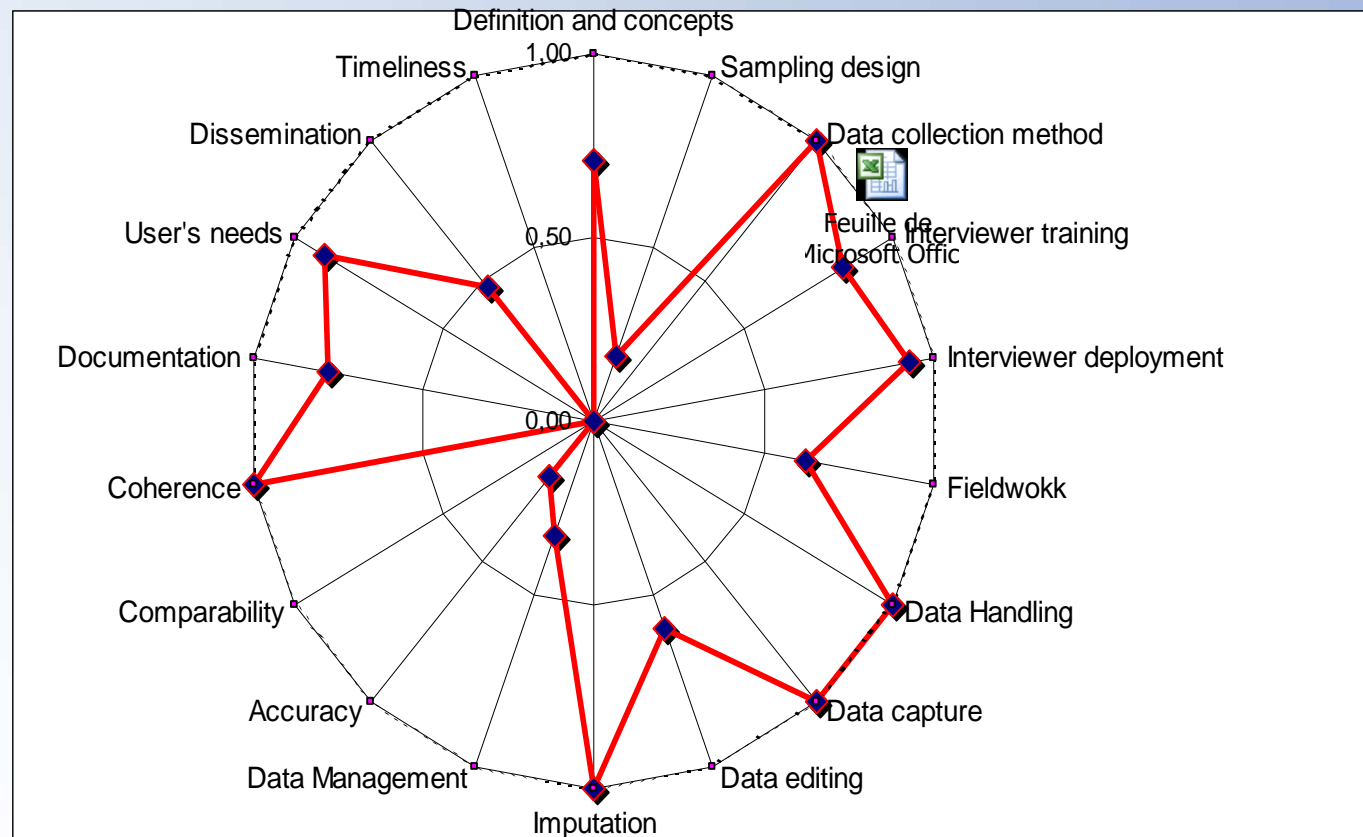 Definition and concepts
1,00
Timeliness
Sampling design
Dissemination
Data collection method
User's needs
0,50
Feuille de
Microsoft Offic
Interviewer training
Documentation
Interviewer deployment
0,00
Coherence
Fieldwokk
Comparability
Data Handling
Accuracy
Data capture
Data Management
Data editing
Imputation